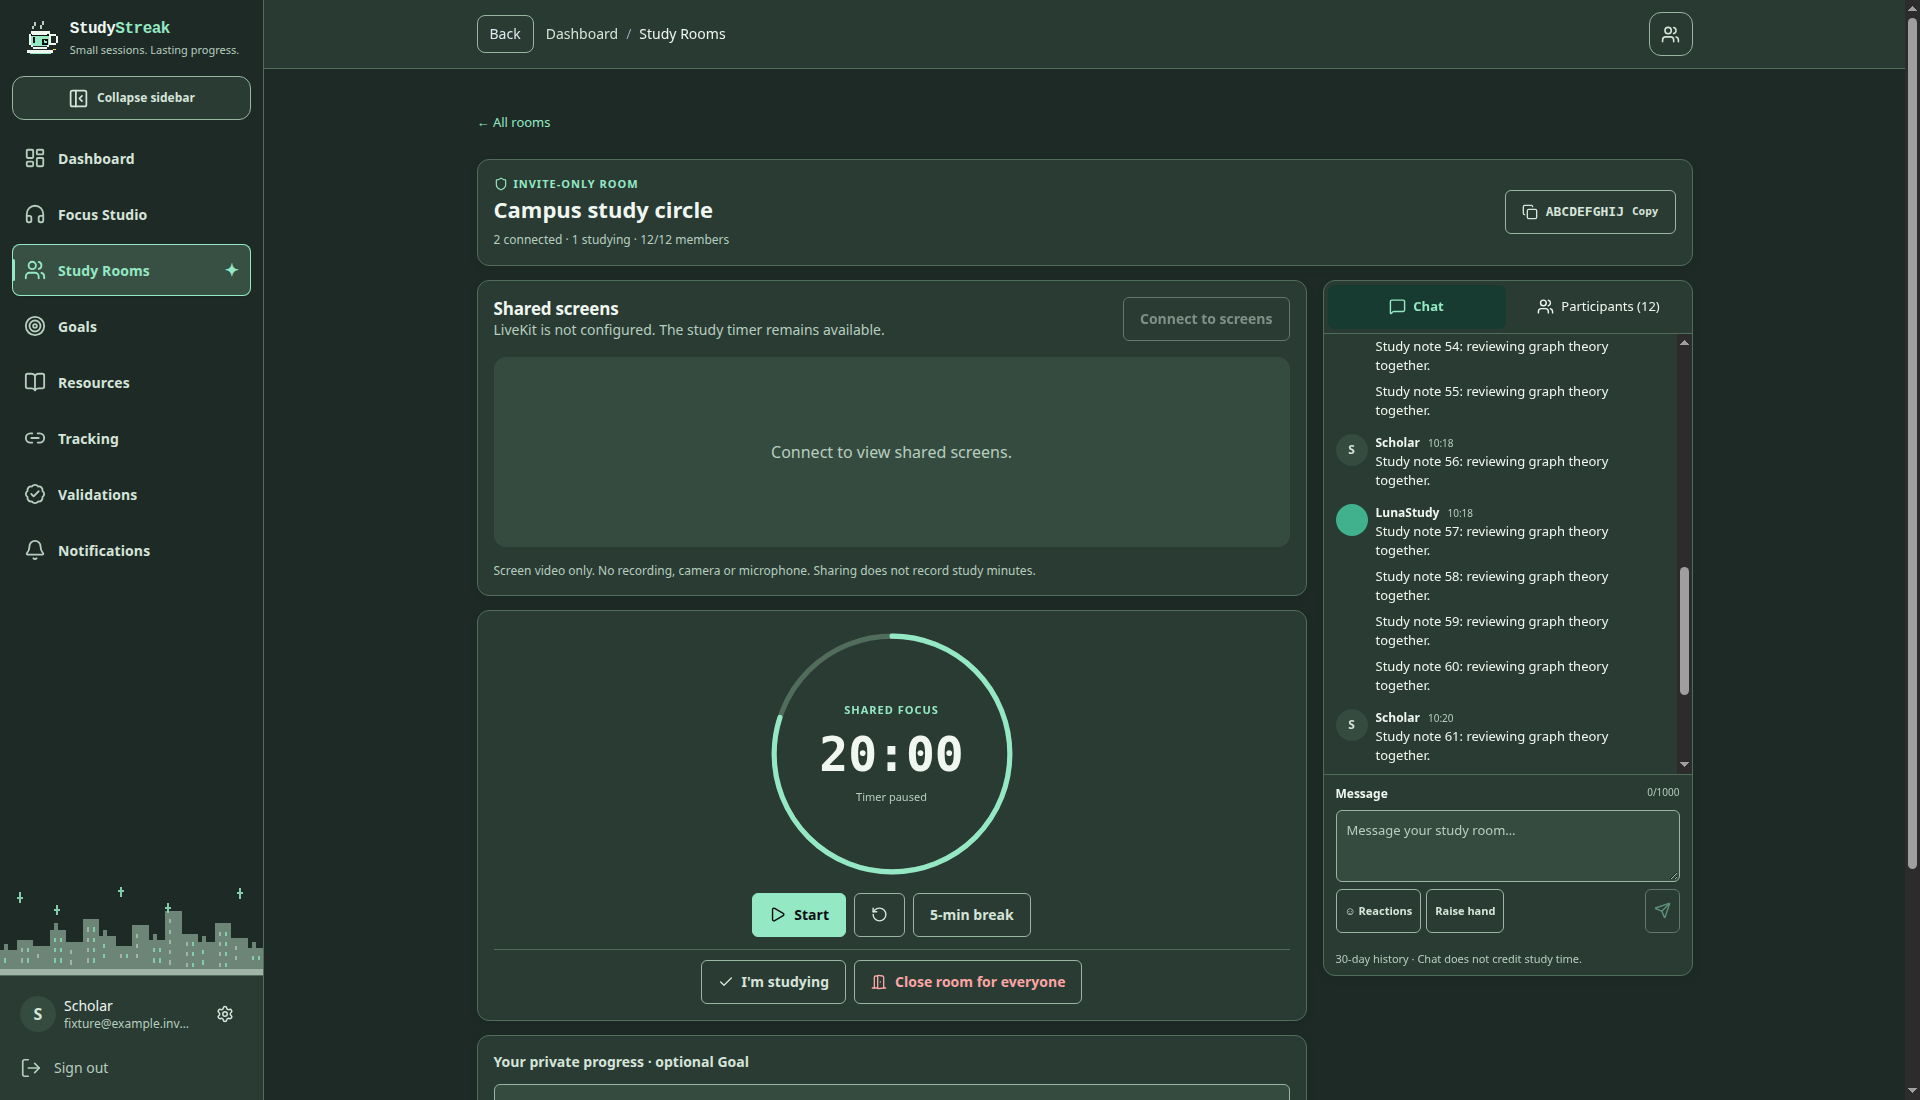 StudyStreak
Small sessions. Lasting progress.
Collapse sidebar
Dashboard
Focus Studio
Study Rooms
Goals
Resources
Tracking
Validations
Notifications
S
Scholar
fixture@example.inv...
Sign out
Back
Dashboard / Study Rooms
← All rooms
INVITE-ONLY ROOM
Campus study circle
2 connected · 1 studying · 12/12 members
ABCDEFGHIJ Copy
Shared screens
LiveKit is not configured. The study timer remains available.
Connect to screens
Connect to view shared screens.
Screen video only. No recording, camera or microphone. Sharing does not record study minutes.
SHARED FOCUS
20:00
Timer paused
Start
5-min break
I'm studying
Close room for everyone
Your private progress · optional Goal
Chat
Participants (12)
Study note 54: reviewing graph theory
together.
Study note 55: reviewing graph theory
together.
S
Scholar 10:18
Study note 56: reviewing graph theory
together.
LunaStudy 10:18
Study note 57: reviewing graph theory
together.
Study note 58: reviewing graph theory
together.
Study note 59: reviewing graph theory
together.
Study note 60: reviewing graph theory
together.
S
Scholar 10:20
Study note 61: reviewing graph theory
together.
Message 0/1000
Message your study room...
☺ Reactions
Raise hand
30-day history · Chat does not credit study time.